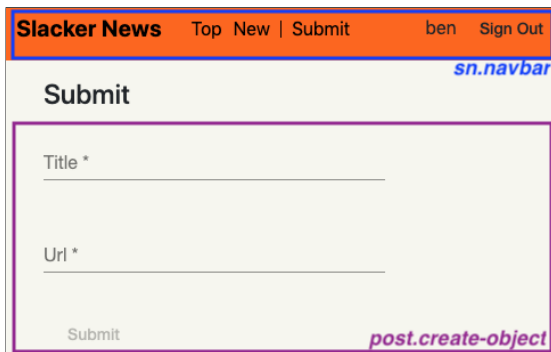 Slacker News Top New | Submit ben Sign Out
sn.navbar
Submit
Title *
Url *
Submit
post.create-object